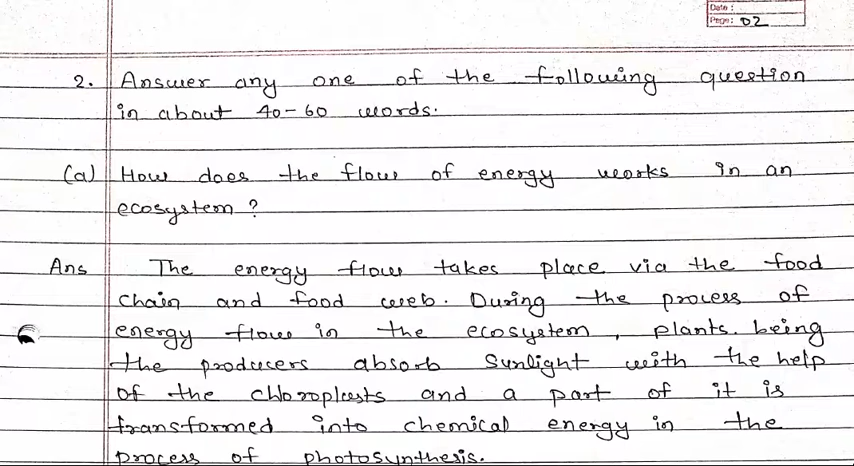 Date :
Page: 02
2. Answer any one of the following question
in about 40-60 words.
(a) How does the flow of energy works in an
ecosystem ?
Ans The energy flow takes place via the food
chain and food web. During the process of
energy flow in the ecosystem, plants. being
the producers absorb sunlight with the help
of the chloroplasts and a part of it is
transformed into chemical energy in the
process of photosynthesis.